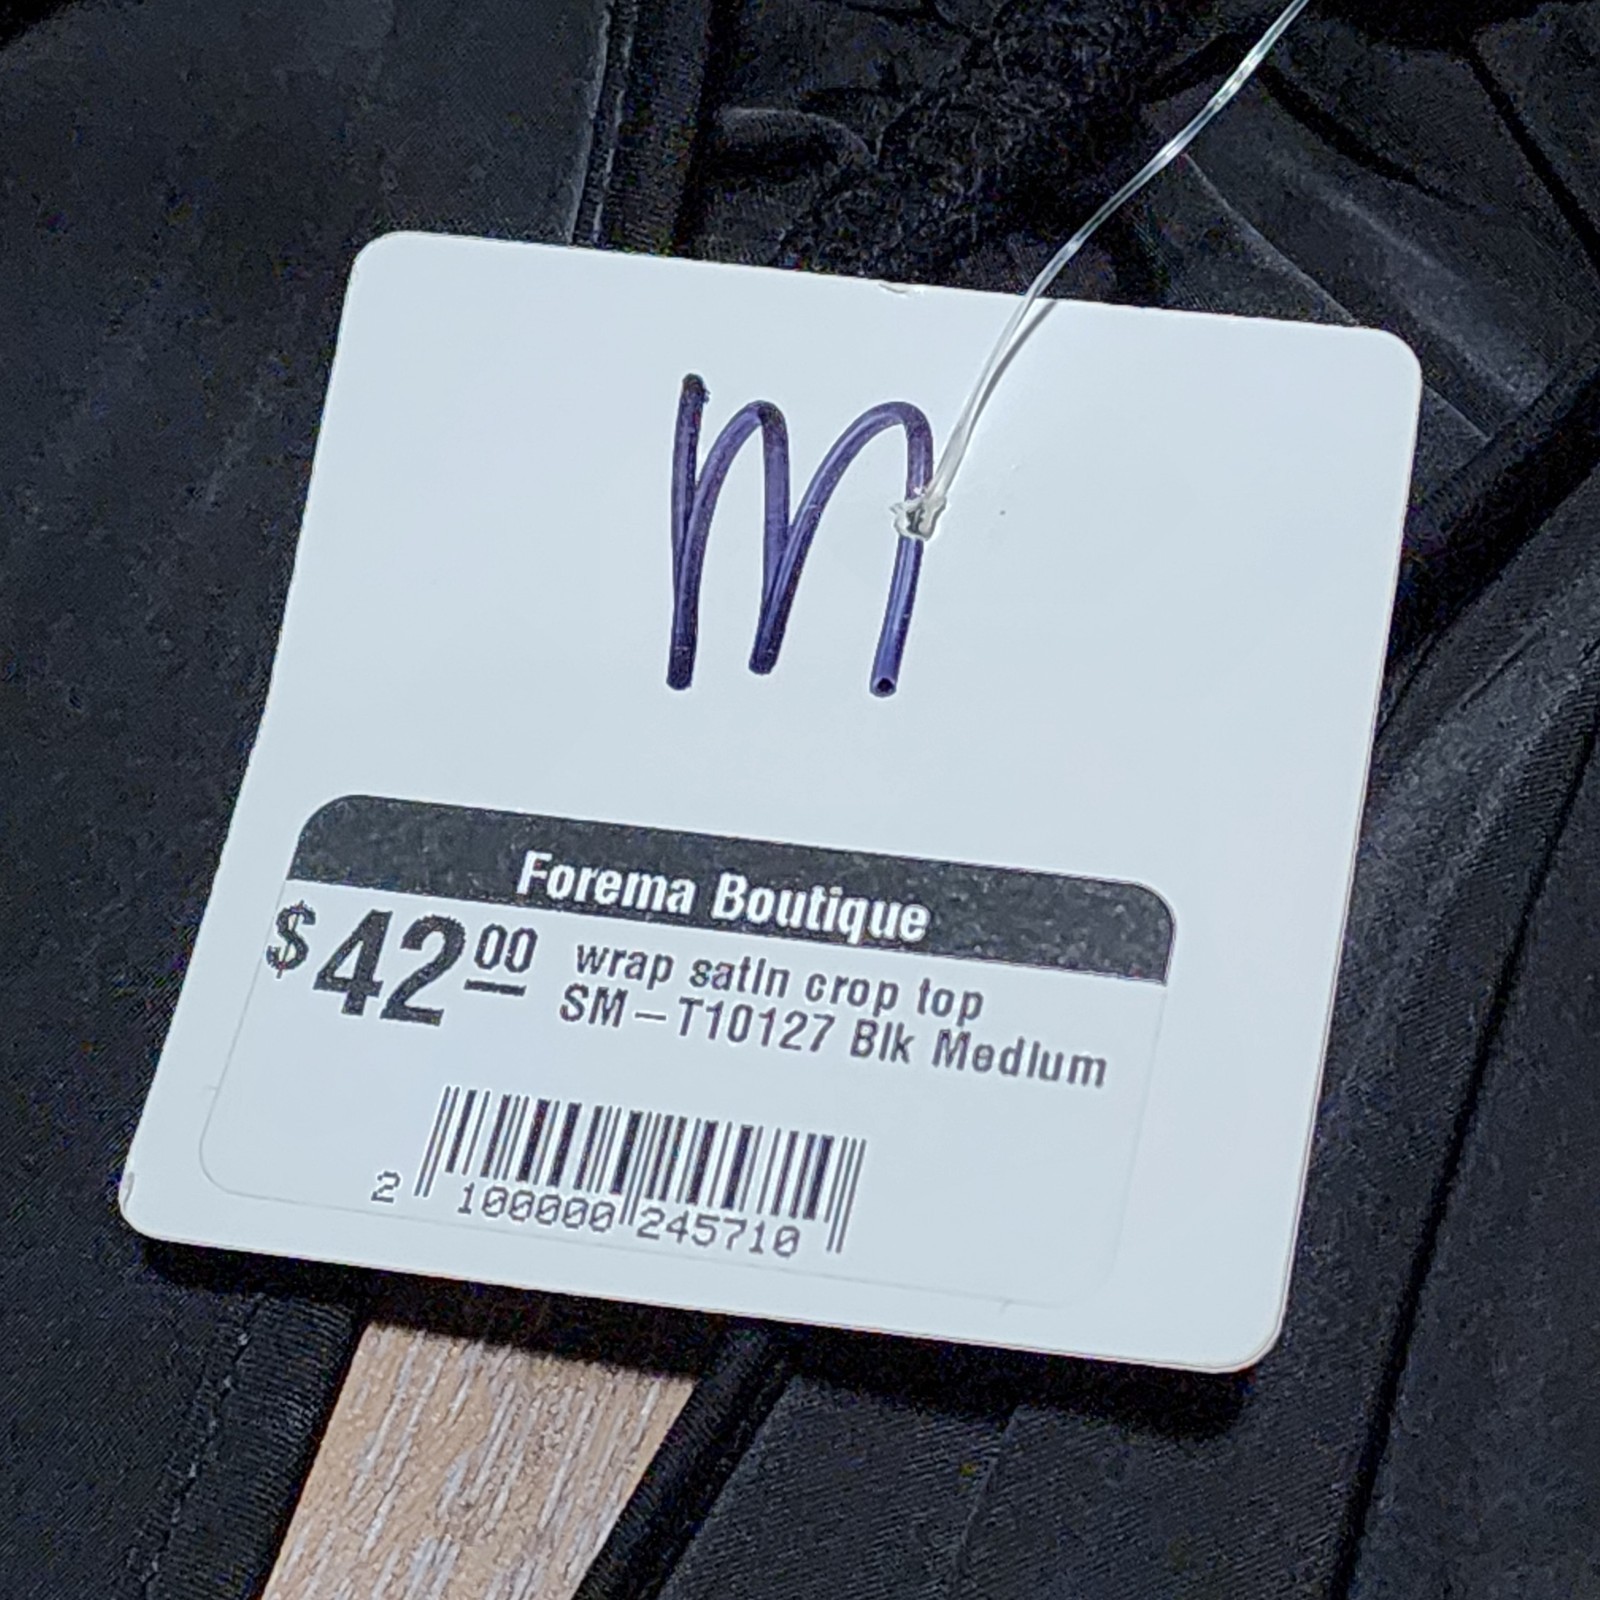 m
Forema Boutique
$42.00 wrap satin crop top
SM-T10127 Blk Medium
2 100000 245710